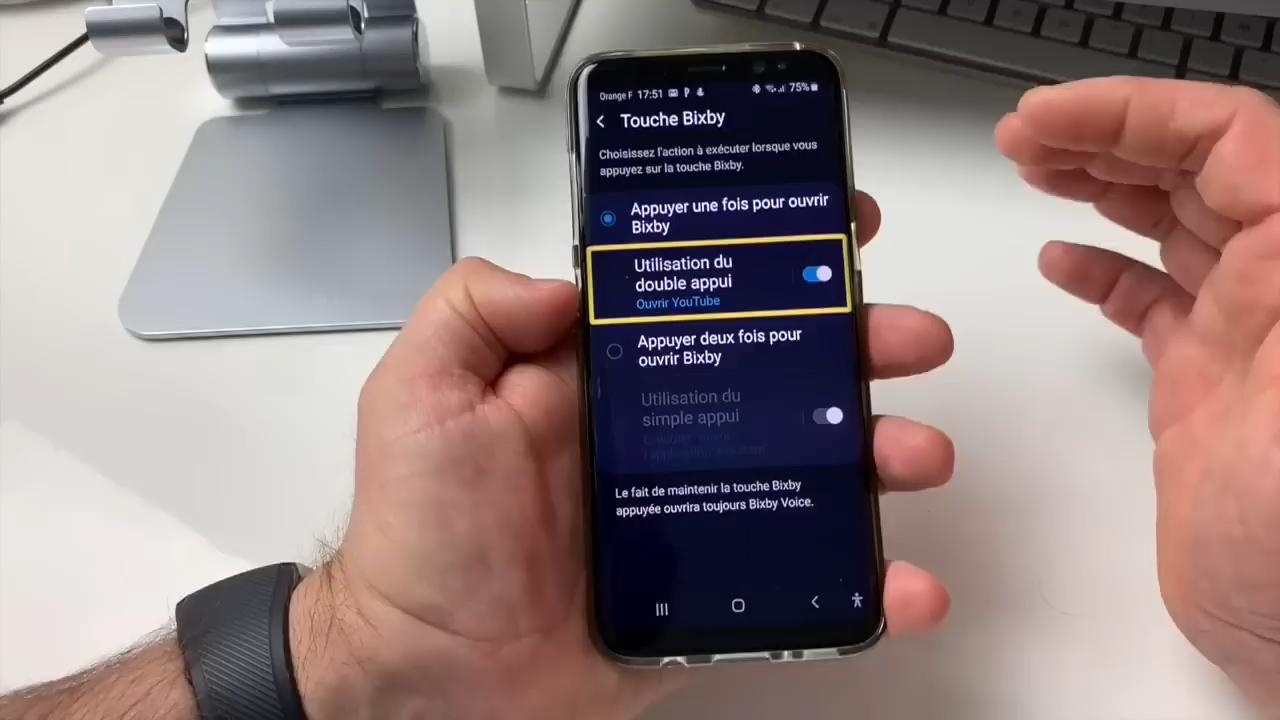 Orange F 17:51 75%
Touche Bixby
Choisissez l'action à exécuter lorsque vous
appuyez sur la touche Bixby.
Appuyer une fois pour ouvrir
Bixby
Utilisation du
double appui
Ouvrir YouTube
Appuyer deux fois pour
ouvrir Bixby
Utilisation du
simple appui
Le fait de maintenir la touche Bixby
appuyée ouvrira toujours Bixby Voice.